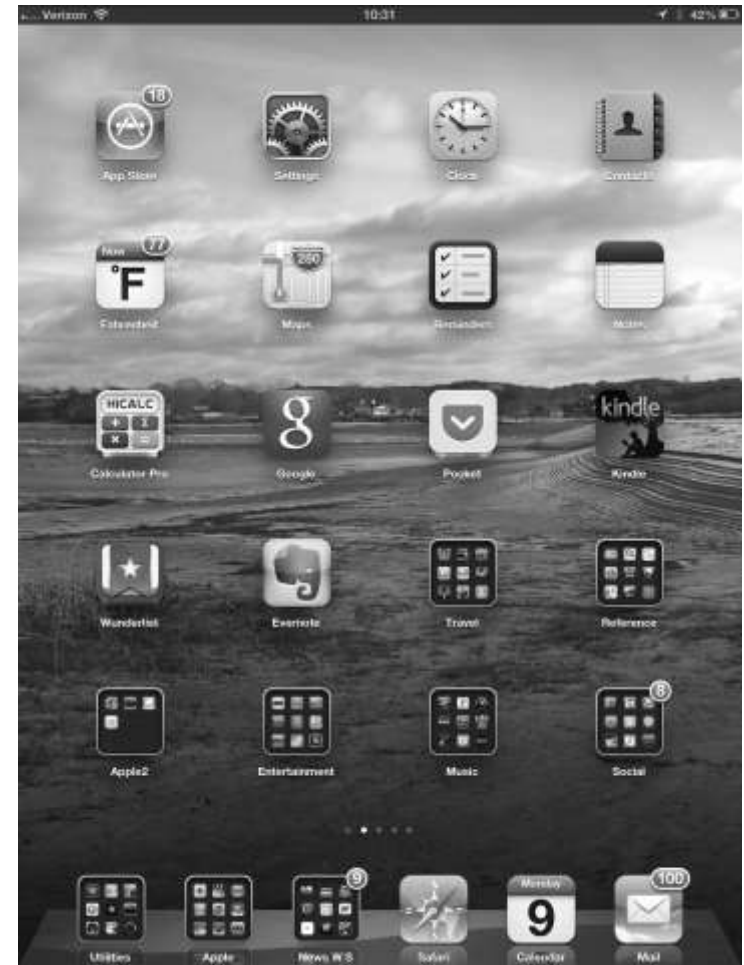 Verizon 10:31 42%
18
App Store Settings Clock Contacts
Now 77 280
°F
Fahrenheit Maps Reminders Notes
HICALC
+ -
× =
g kindle
Calculator Pro Google Pocket Kindle
Wunderlist Evernote Travel Reference
8
Apple2 Entertainment Music Social
9 Monday 100
9
Utilities Apple News W S Safari Calendar Mail